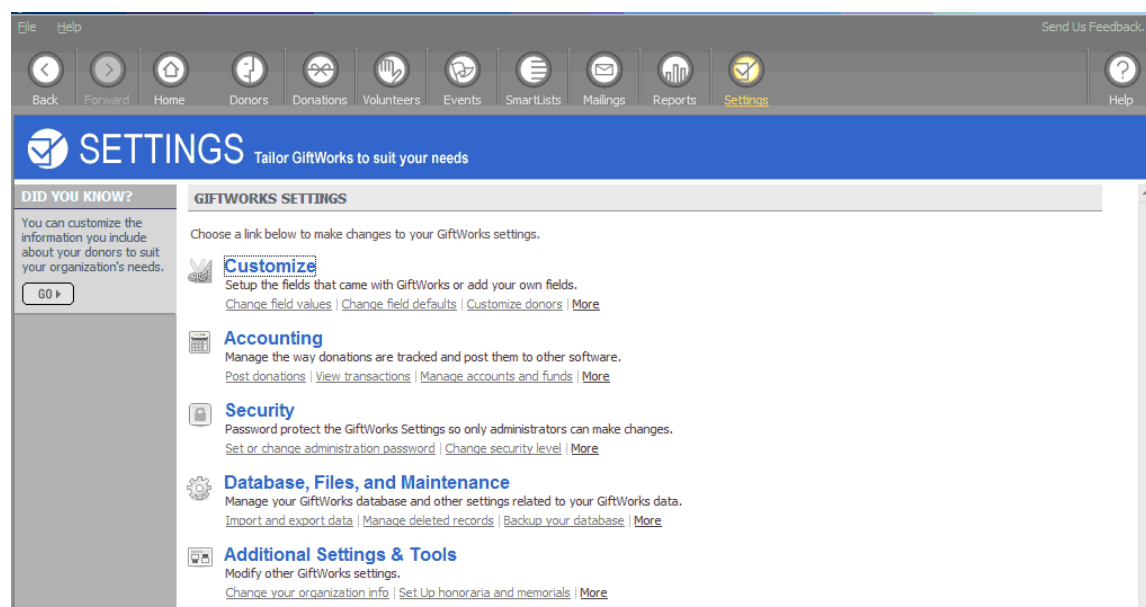 File Help Send Us Feedback.
Back Forward Home Donors Donations Volunteers Events SmartLists Mailings Reports Settings Help
SETTINGS Tailor GiftWorks to suit your needs
DID YOU KNOW?
You can customize the
information you include
about your donors to suit
your organization's needs.
GO
GIFTWORKS SETTINGS
Choose a link below to make changes to your GiftWorks settings.
Customize
Setup the fields that came with GiftWorks or add your own fields.
Change field values | Change field defaults | Customize donors | More
Accounting
Manage the way donations are tracked and post them to other software.
Post donations | View transactions | Manage accounts and funds | More
Security
Password protect the GiftWorks Settings so only administrators can make changes.
Set or change administration password | Change security level | More
Database, Files, and Maintenance
Manage your GiftWorks database and other settings related to your GiftWorks data.
Import and export data | Manage deleted records | Backup your database | More
Additional Settings & Tools
Modify other GiftWorks settings.
Change your organization info | Set Up honoraria and memorials | More